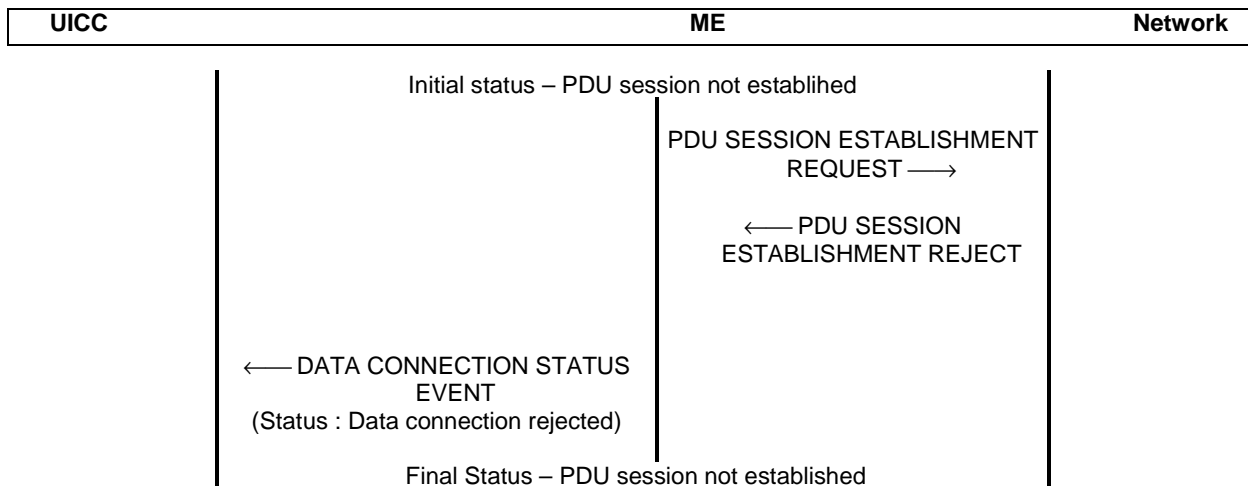 UICC ME Network
Initial status – PDU session not establihed
PDU SESSION ESTABLISHMENT
REQUEST ⟶
⟵ PDU SESSION
ESTABLISHMENT REJECT
⟵ DATA CONNECTION STATUS
EVENT
(Status : Data connection rejected)
Final Status – PDU session not established